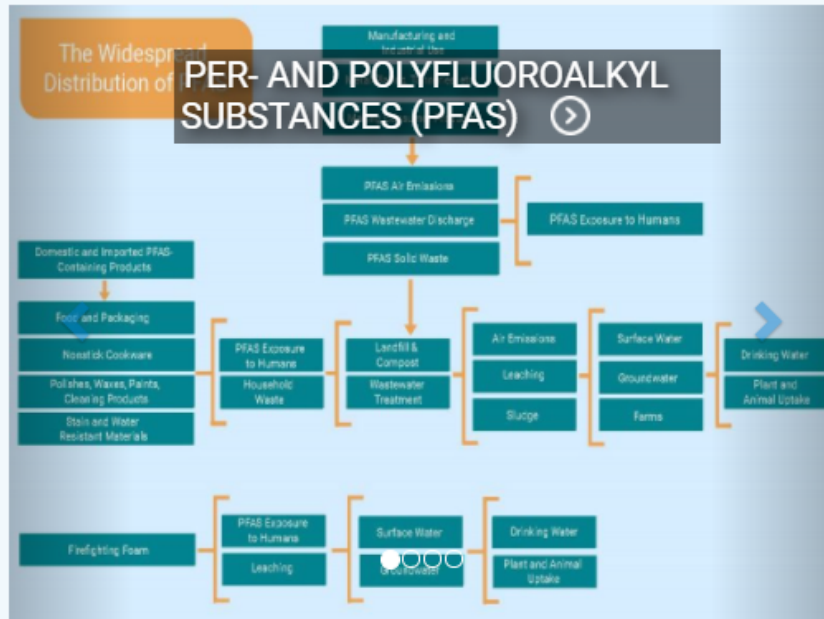 The Widespread
Distribution of
PER- AND POLYFLUOROALKYL
SUBSTANCES (PFAS)
Manufacturing and
Industrial Use
PFAS Air Emissions
PFAS Wastewater Discharge
PFAS Solid Waste
PFAS Exposure to Humans
Domestic and Imported PFAS-
Containing Products
Food and Packaging
Nonstick Cookware
Polishes, Waxes, Paints,
Cleaning Products
Stain and Water
Resistant Materials
PFAS Exposure
to Humans
Household
Waste
Landfill &
Compost
Wastewater
Treatment
Air Emissions
Leaching
Sludge
Surface Water
Groundwater
Farms
Drinking Water
Plant and
Animal Uptake
Firefighting Foam
PFAS Exposure
to Humans
Leaching
Surface Water
Groundwater
Drinking Water
Plant and Animal
Uptake